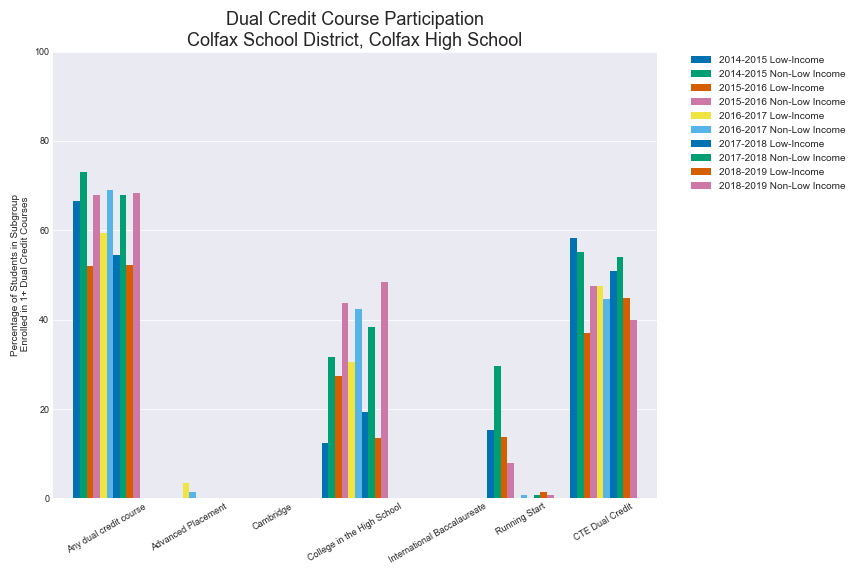 Dual Credit Course Participation
Colfax School District, Colfax High School
Percentage of Students in Subgroup
Enrolled in 1+ Dual Credit Courses
100
80
60
40
20
0
Any dual credit course
Advanced Placement
Cambridge
College in the High School
International Baccalaureate
Running Start
CTE Dual Credit
2014-2015 Low-Income
2014-2015 Non-Low Income
2015-2016 Low-Income
2015-2016 Non-Low Income
2016-2017 Low-Income
2016-2017 Non-Low Income
2017-2018 Low-Income
2017-2018 Non-Low Income
2018-2019 Low-Income
2018-2019 Non-Low Income